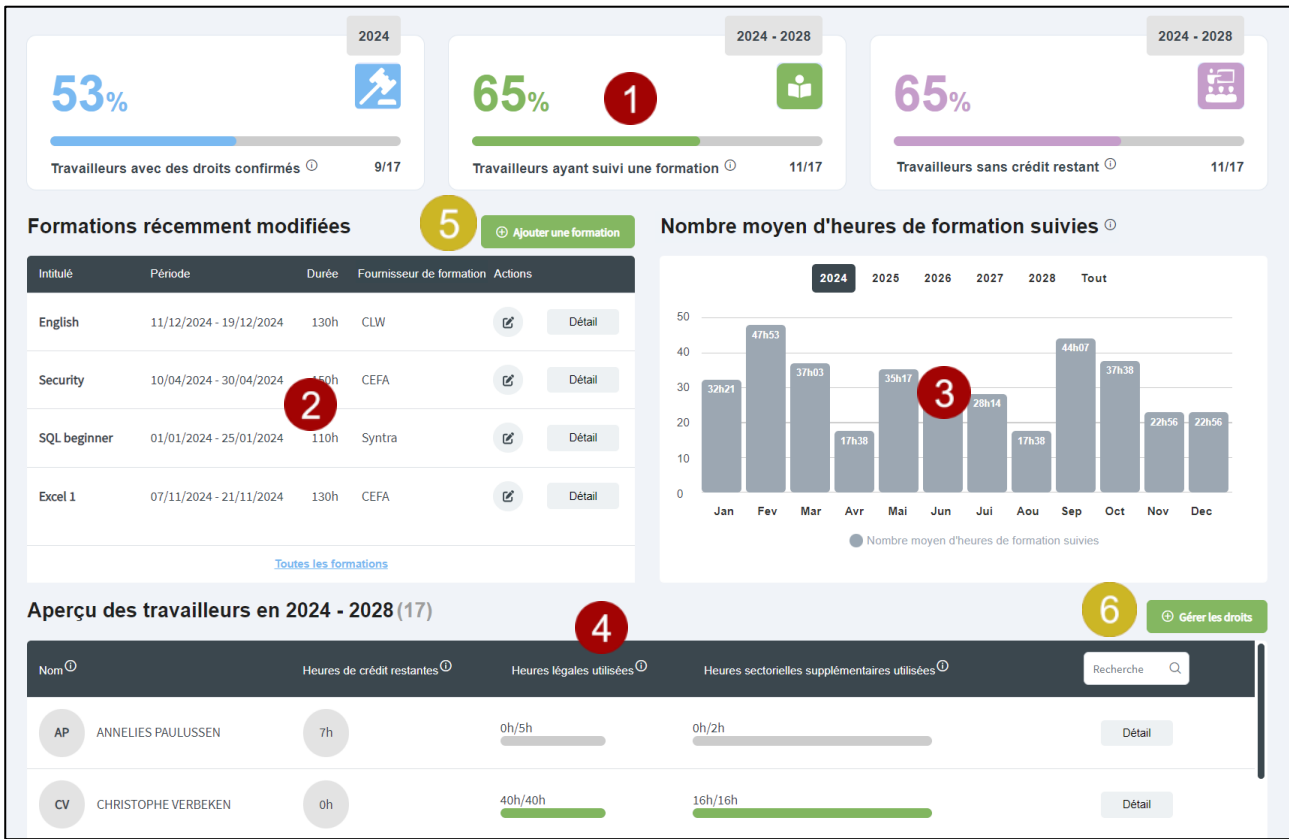 2024
53%
Travailleurs avec des droits confirmés 9/17
2024 - 2028
65%
1
Travailleurs ayant suivi une formation 11/17
2024 - 2028
65%
Travailleurs sans crédit restant 11/17
Formations récemment modifiées
5
Ajouter une formation
Intitulé Période Durée Fournisseur de formation Actions
English 11/12/2024 - 19/12/2024 130h CLW Détail
Security 10/04/2024 - 30/04/2024 CEFA Détail
2
SQL beginner 01/01/2024 - 25/01/2024 110h Syntra Détail
Excel 1 07/11/2024 - 21/11/2024 130h CEFA Détail
Toutes les formations
Nombre moyen d'heures de formation suivies
2024 2025 2026 2027 2028 Tout
50
40
30
20
10
0
32h21
47h53
37h03
17h38
35h17
3
28h14
17h38
44h07
37h38
22h56
22h56
Jan Fev Mar Avr Mai Jun Jui Aou Sep Oct Nov Dec
Nombre moyen d'heures de formation suivies
Aperçu des travailleurs en 2024 - 2028 (17)
4
6
Gérer les droits
Nom Heures de crédit restantes Heures légales utilisées Heures sectorielles supplémentaires utilisées Recherche
AP ANNELIES PAULUSSEN 7h 0h/5h 0h/2h Détail
CV CHRISTOPHE VERBEKEN 0h 40h/40h 16h/16h Détail